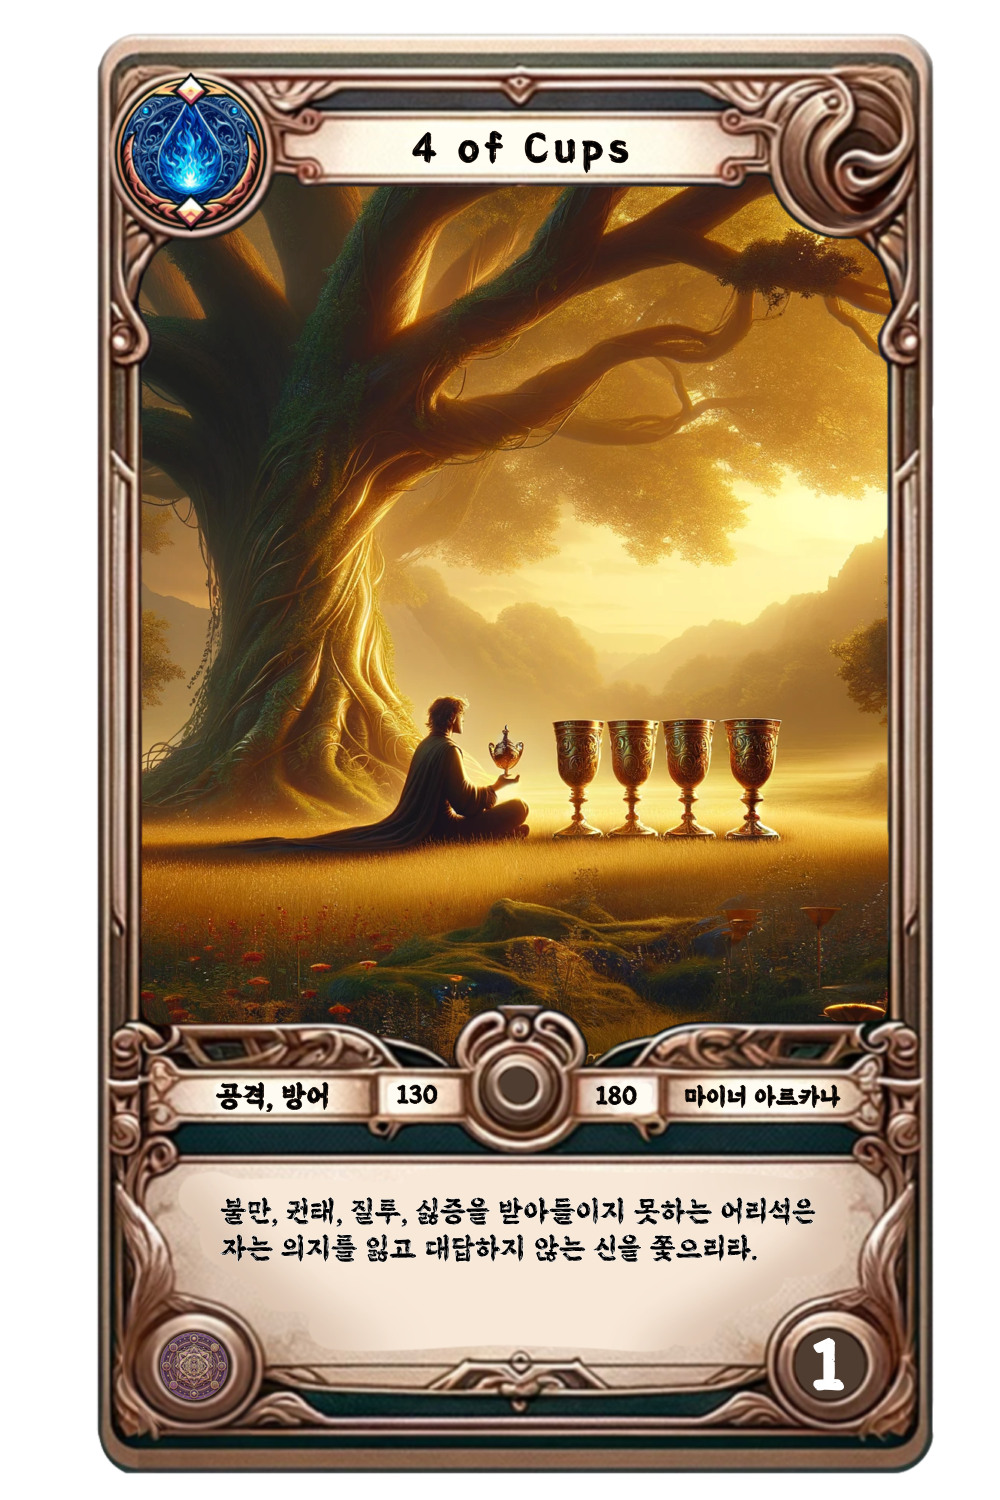 4 of Cups
공격, 방어 130 180 마이너 아르카나
불만, 권태, 질투, 싫증을 받아들이지 못하는 어리석은
자는 의지를 잃고 대답하지 않는 신을 쫓으리라.
1